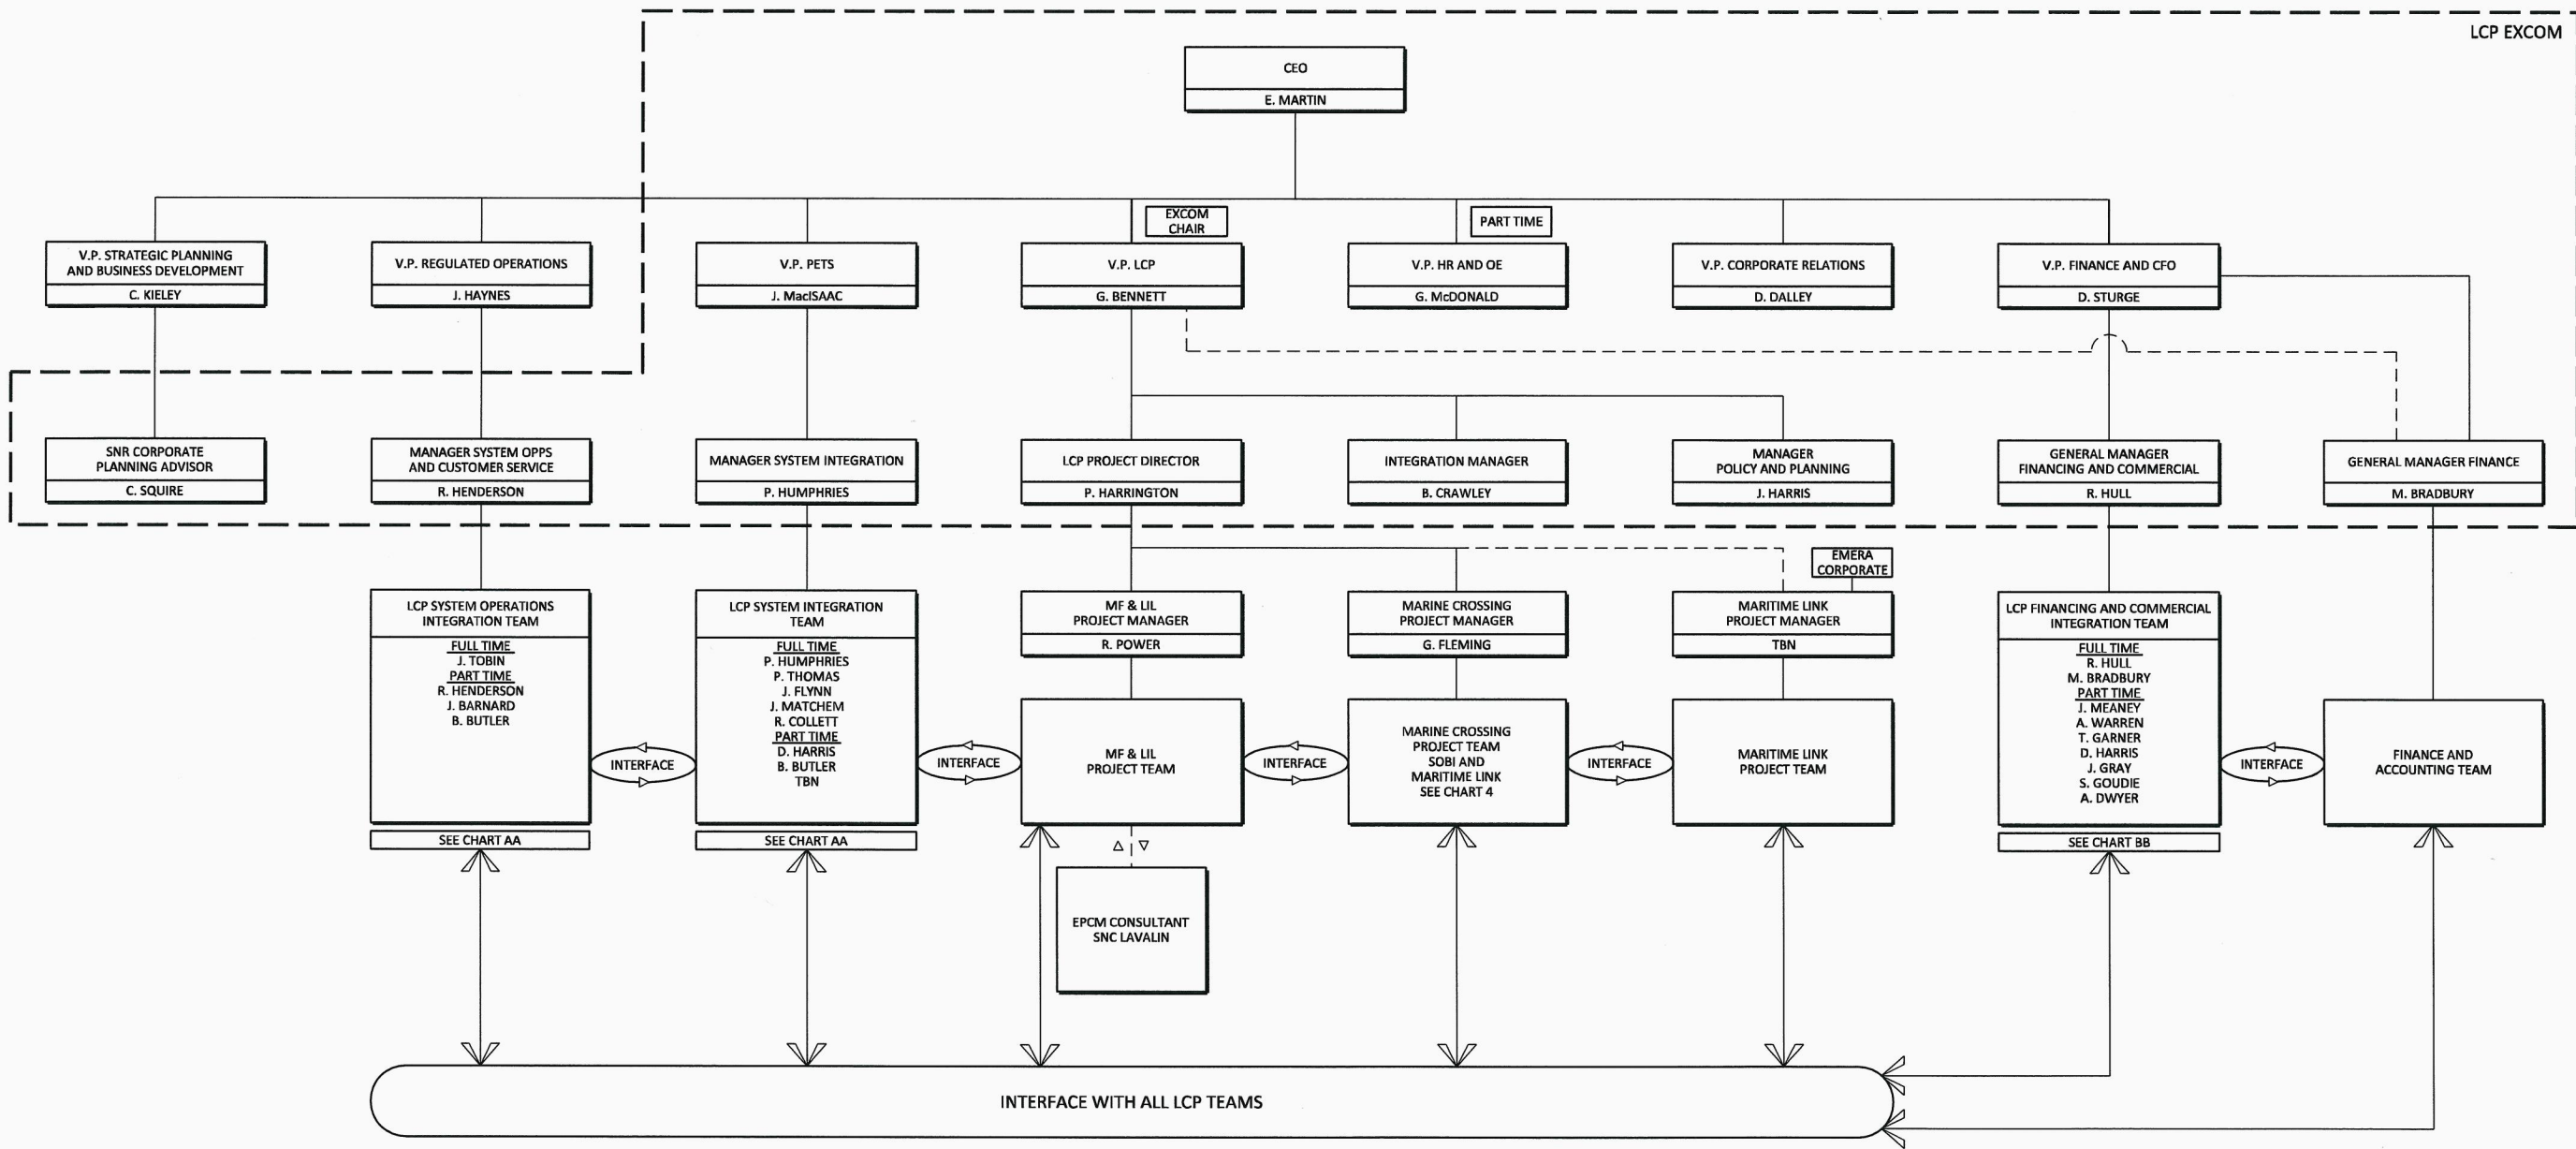 LCP EXCOM
CEO
E. MARTIN
EXCOM
CHAIR
PART TIME
V.P. STRATEGIC PLANNING
AND BUSINESS DEVELOPMENT
C. KIELEY
V.P. REGULATED OPERATIONS
J. HAYNES
V.P. PETS
J. MacISAAC
V.P. LCP
G. BENNETT
V.P. HR AND OE
G. McDONALD
V.P. CORPORATE RELATIONS
D. DALLEY
V.P. FINANCE AND CFO
D. STURGE
SNR CORPORATE
PLANNING ADVISOR
C. SQUIRE
MANAGER SYSTEM OPPS
AND CUSTOMER SERVICE
R. HENDERSON
MANAGER SYSTEM INTEGRATION
P. HUMPHRIES
LCP PROJECT DIRECTOR
P. HARRINGTON
INTEGRATION MANAGER
B. CRAWLEY
MANAGER
POLICY AND PLANNING
J. HARRIS
GENERAL MANAGER
FINANCING AND COMMERCIAL
R. HULL
GENERAL MANAGER FINANCE
M. BRADBURY
EMERA
CORPORATE
LCP SYSTEM OPERATIONS
INTEGRATION TEAM
FULL TIME
J. TOBIN
PART TIME
R. HENDERSON
J. BARNARD
B. BUTLER
SEE CHART AA
INTERFACE
LCP SYSTEM INTEGRATION
TEAM
FULL TIME
P. HUMPHRIES
P. THOMAS
J. FLYNN
J. MATCHEM
R. COLLETT
PART TIME
D. HARRIS
B. BUTLER
TBN
SEE CHART AA
INTERFACE
MF & LIL
PROJECT MANAGER
R. POWER
MF & LIL
PROJECT TEAM
EPCM CONSULTANT
SNC LAVALIN
INTERFACE
MARINE CROSSING
PROJECT MANAGER
G. FLEMING
MARINE CROSSING
PROJECT TEAM
SOBI AND
MARITIME LINK
SEE CHART 4
INTERFACE
MARITIME LINK
PROJECT MANAGER
TBN
MARITIME LINK
PROJECT TEAM
LCP FINANCING AND COMMERCIAL
INTEGRATION TEAM
FULL TIME
R. HULL
M. BRADBURY
PART TIME
J. MEANEY
A. WARREN
T. GARNER
D. HARRIS
J. GRAY
S. GOUDIE
A. DWYER
SEE CHART BB
INTERFACE
FINANCE AND
ACCOUNTING TEAM
INTERFACE WITH ALL LCP TEAMS